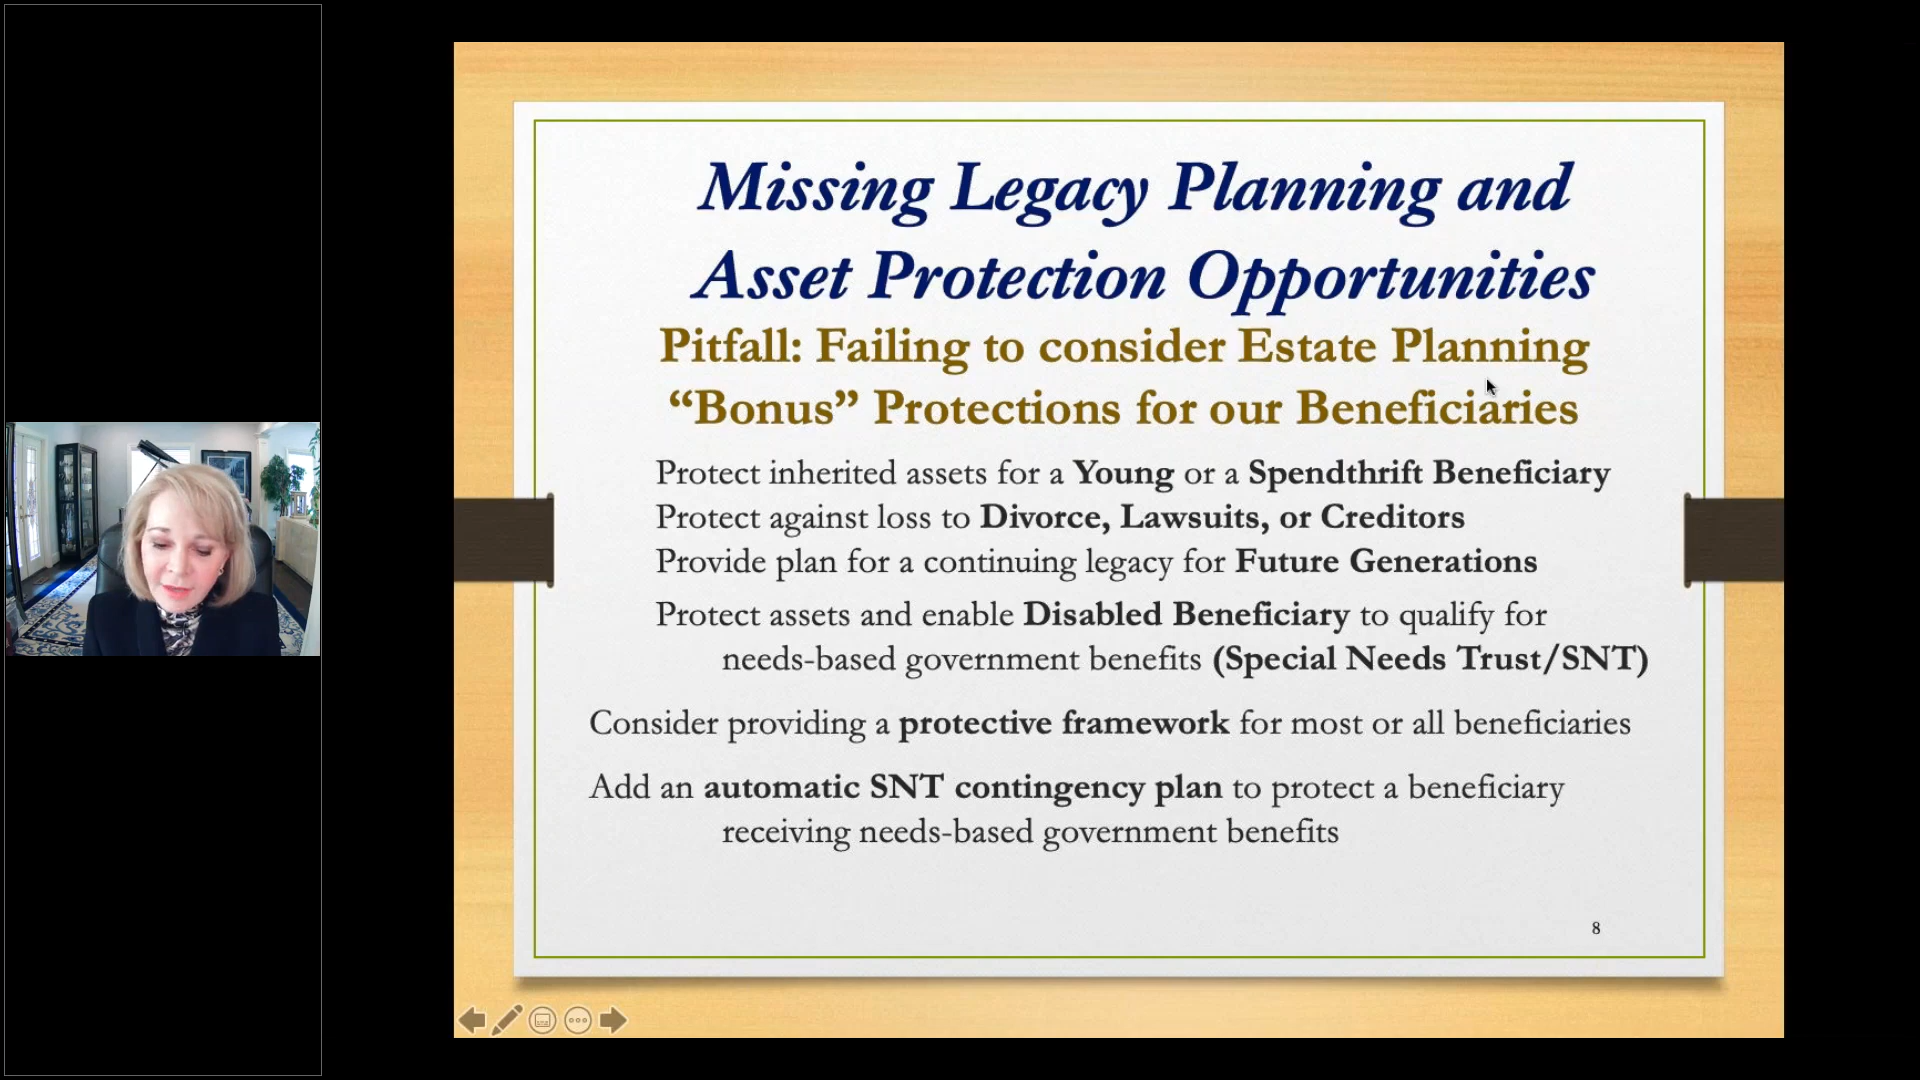 Missing Legacy Planning and
Asset Protection Opportunities
Pitfall: Failing to consider Estate Planning
“Bonus” Protections for our Beneficiaries
Protect inherited assets for a Young or a Spendthrift Beneficiary
Protect against loss to Divorce, Lawsuits, or Creditors
Provide plan for a continuing legacy for Future Generations
Protect assets and enable Disabled Beneficiary to qualify for
needs-based government benefits (Special Needs Trust/SNT)
Consider providing a protective framework for most or all beneficiaries
Add an automatic SNT contingency plan to protect a beneficiary
receiving needs-based government benefits
8